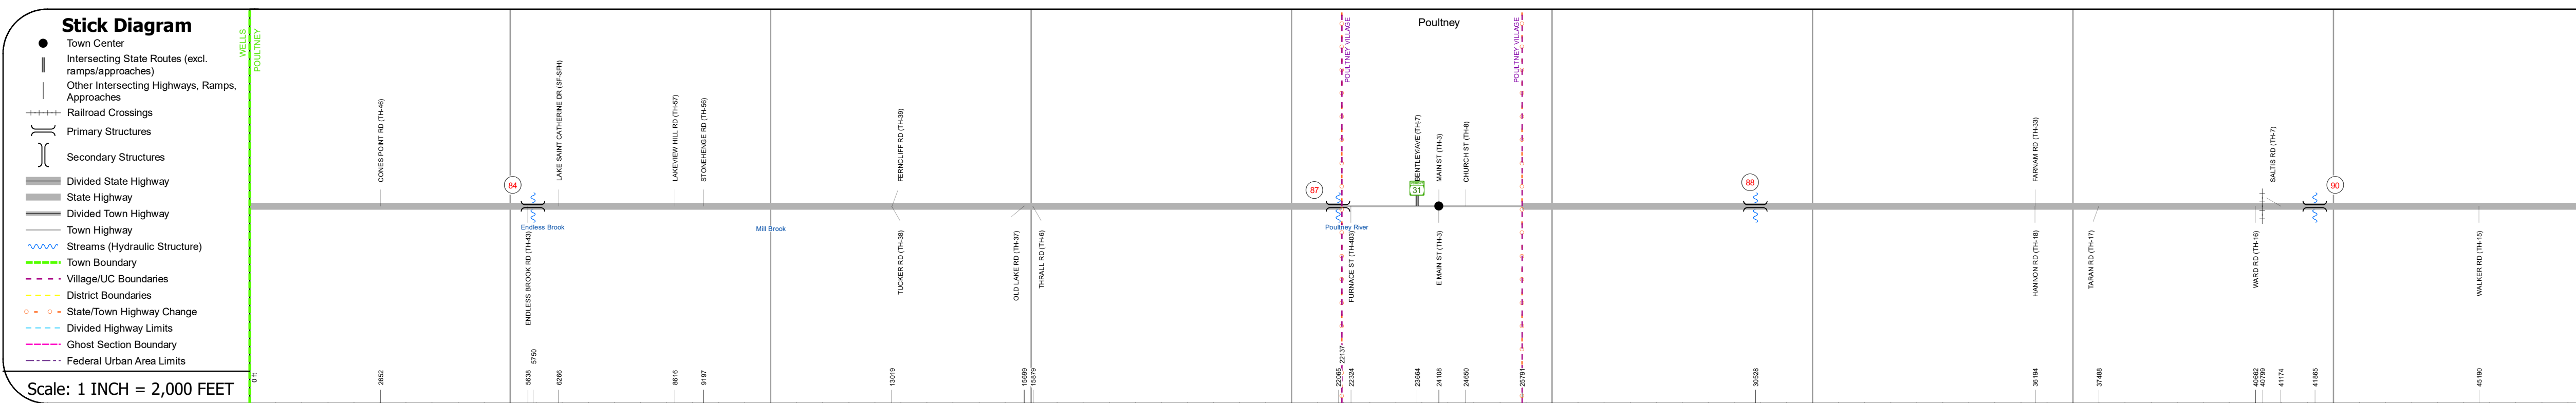 Stick Diagram
Town Center
Intersecting State Routes (excl.
ramps/approaches)
Other Intersecting Highways, Ramps,
Approaches
Railroad Crossings
Primary Structures
Secondary Structures
Divided State Highway
State Highway
Divided Town Highway
Town Highway
Streams (Hydraulic Structure)
Town Boundary
Village/UC Boundaries
District Boundaries
State/Town Highway Change
Divided Highway Limits
Ghost Section Boundary
Federal Urban Area Limits
Scale: 1 INCH = 2,000 FEET
WELLS
POULTNEY
POULTNEY VILLAGE
Poultney
POULTNEY VILLAGE
CONES POINT RD (TH-46)
LAKE SAINT CATHERINE DR (SF-SFH)
LAKEVIEW HILL RD (TH-57)
STONEHENGE RD (TH-56)
FERNCLIFF RD (TH-39)
BENTLEY AVE (TH-7)
MAIN ST (TH-3)
CHURCH ST (TH-8)
FARNAM RD (TH-33)
SALTIS RD (TH-7)
84
87
31
88
90
Endless Brook
Mill Brook
Poultney River
ENDLESS BROOK RD (TH-43)
TUCKER RD (TH-38)
OLD LAKE RD (TH-37)
THRALL RD (TH-6)
FURNACE ST (TH-403)
E MAIN ST (TH-3)
HANNON RD (TH-18)
TARAN RD (TH-17)
WARD RD (TH-16)
WALKER RD (TH-15)
0 ft
2652
5638
5750
6266
8616
9197
13019
15699
15879
22065
22137
22324
23664
24108
24650
25791
30528
36194
37488
40662
40799
41174
41865
45190